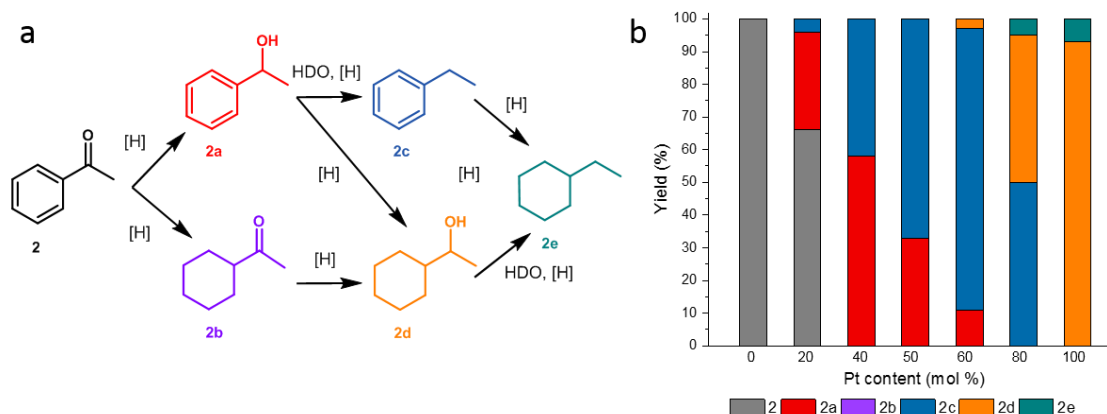 a
OH
HDO, [H]
[H]
[H]
2a
2c
O
[H]
[H]
2
[H]
OH
2e
O
[H]
HDO, [H]
2b
2d
b
100
90
80
70
60
50
40
30
20
10
0
Yield (%)
0 20 40 50 60 80 100
Pt content (mol %)
2 2a 2b 2c 2d 2e